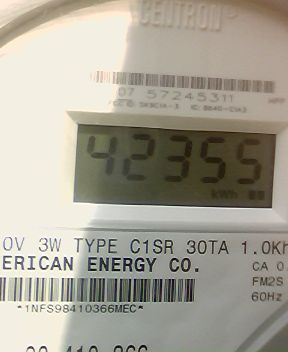 CENTRON
07 57245311
42355
kWh
0V 3W TYPE C1SR 30TA 1.0Kh
ERICAN ENERGY CO.
CA 0.
FM2S
60Hz
*1NFS98410366MEC*